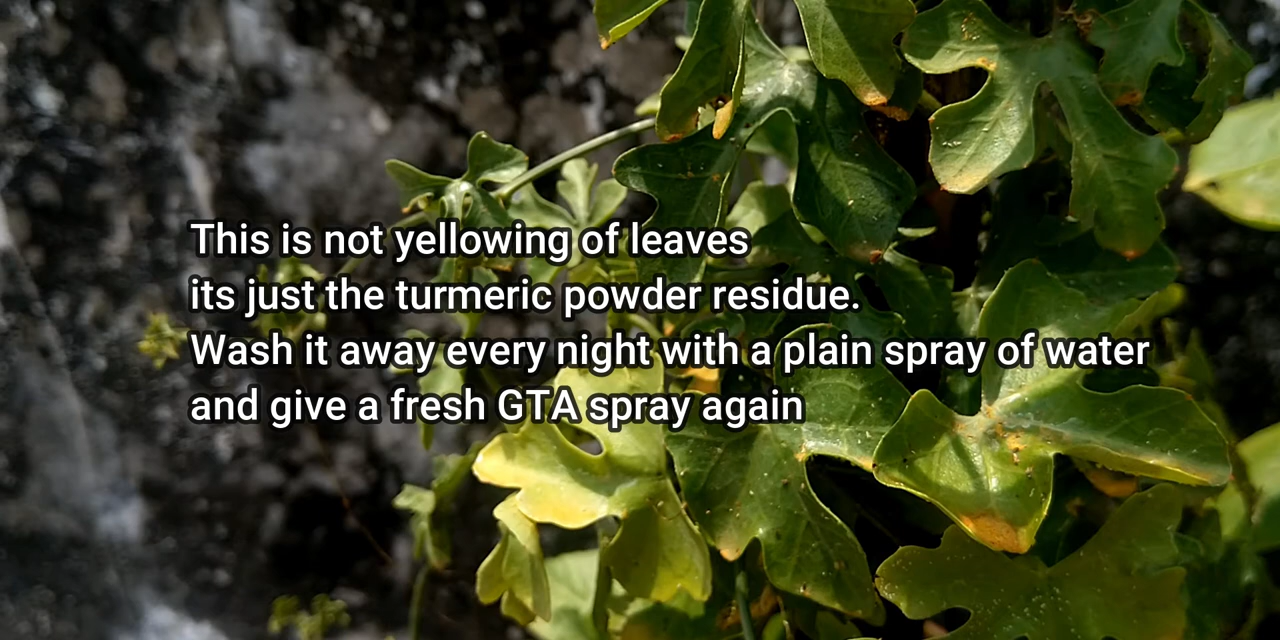 This is not yellowing of leaves
its just the turmeric powder residue.
Wash it away every night with a plain spray of water
and give a fresh GTA spray again